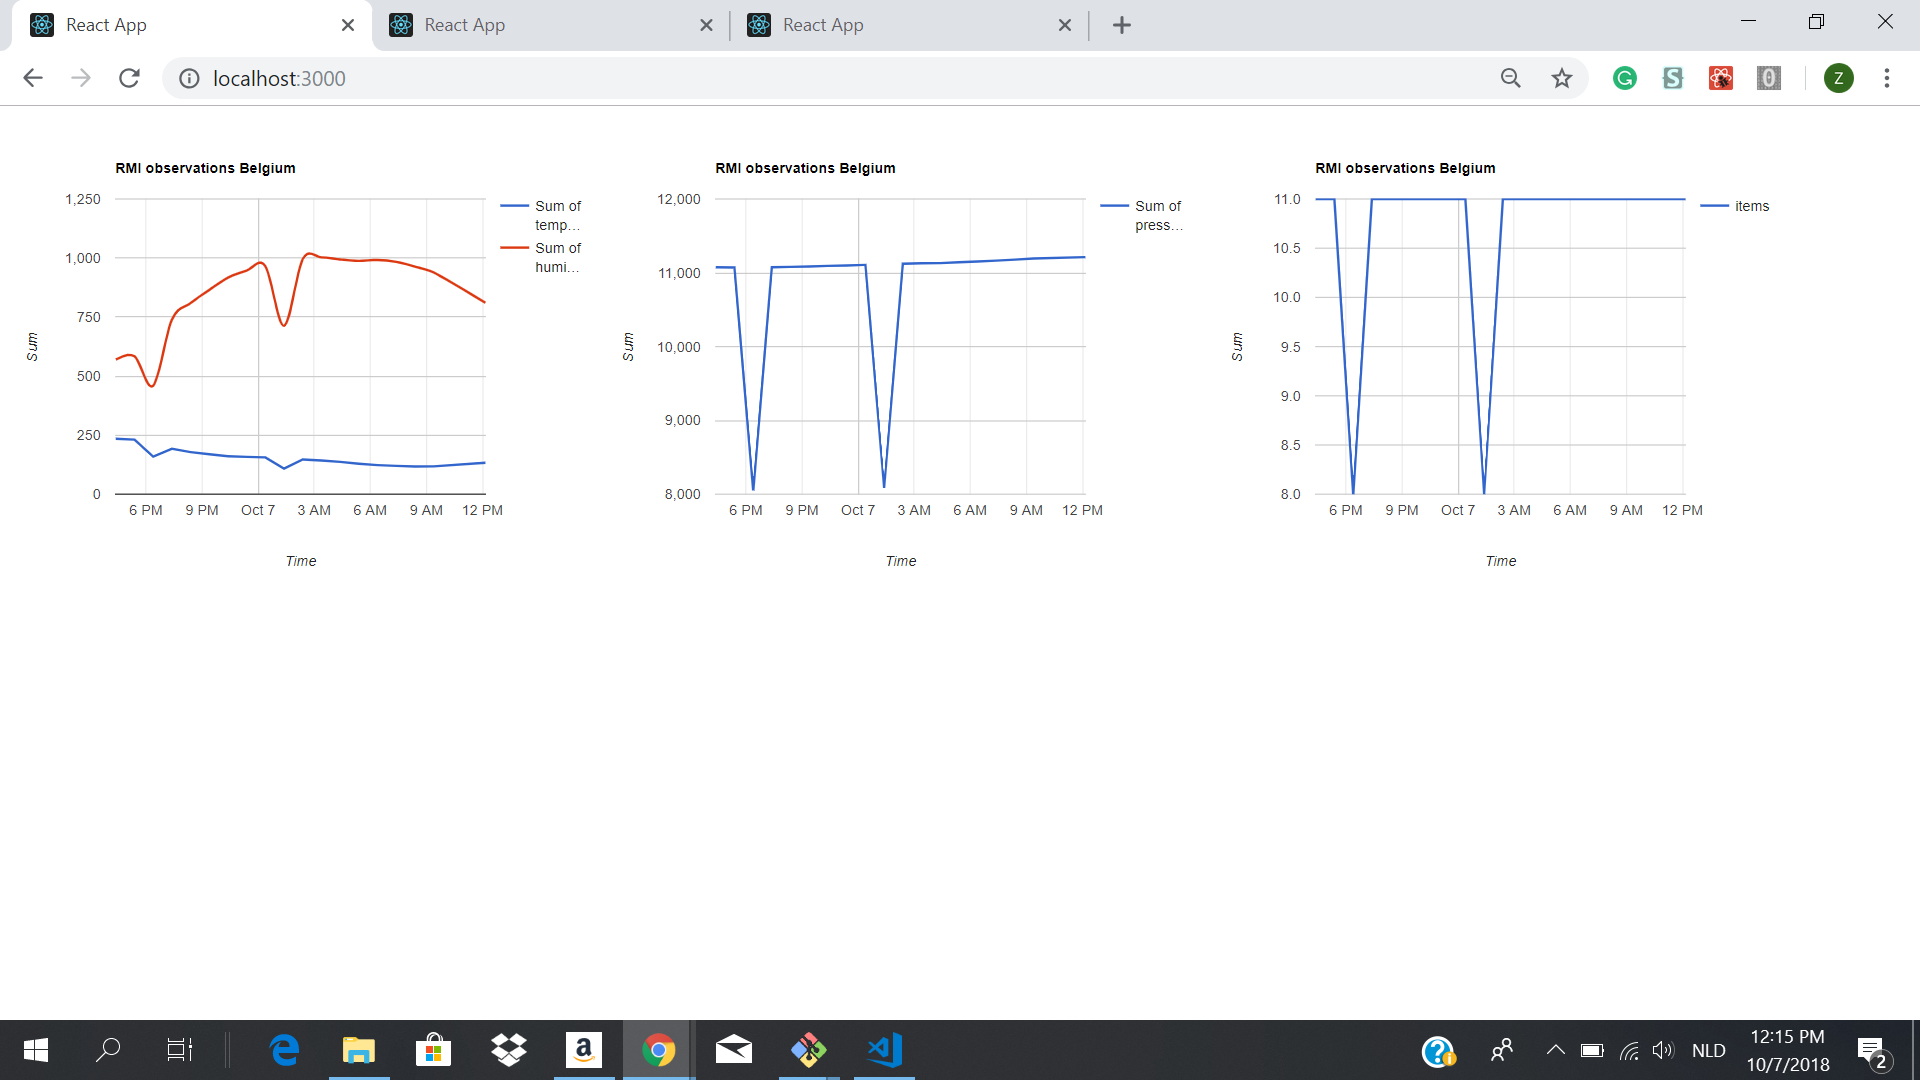 React App
React App
React App
localhost:3000
Z
RMI observations Belgium
1,250
1,000
750
500
250
0
Sum
6 PM 9 PM Oct 7 3 AM 6 AM 9 AM 12 PM
Time
Sum of
temp...
Sum of
humi...
RMI observations Belgium
12,000
11,000
10,000
9,000
8,000
Sum
6 PM 9 PM Oct 7 3 AM 6 AM 9 AM 12 PM
Time
Sum of
press...
RMI observations Belgium
11.0
10.5
10.0
9.5
9.0
8.5
8.0
Sum
6 PM 9 PM Oct 7 3 AM 6 AM 9 AM 12 PM
Time
items
NLD
12:15 PM
10/7/2018
2